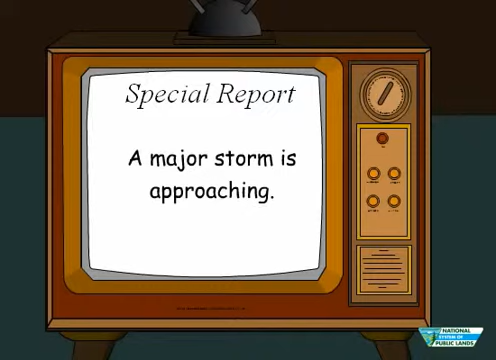 Special Report
A major storm is
approaching.
NATIONAL
SYSTEM OF
PUBLIC LANDS